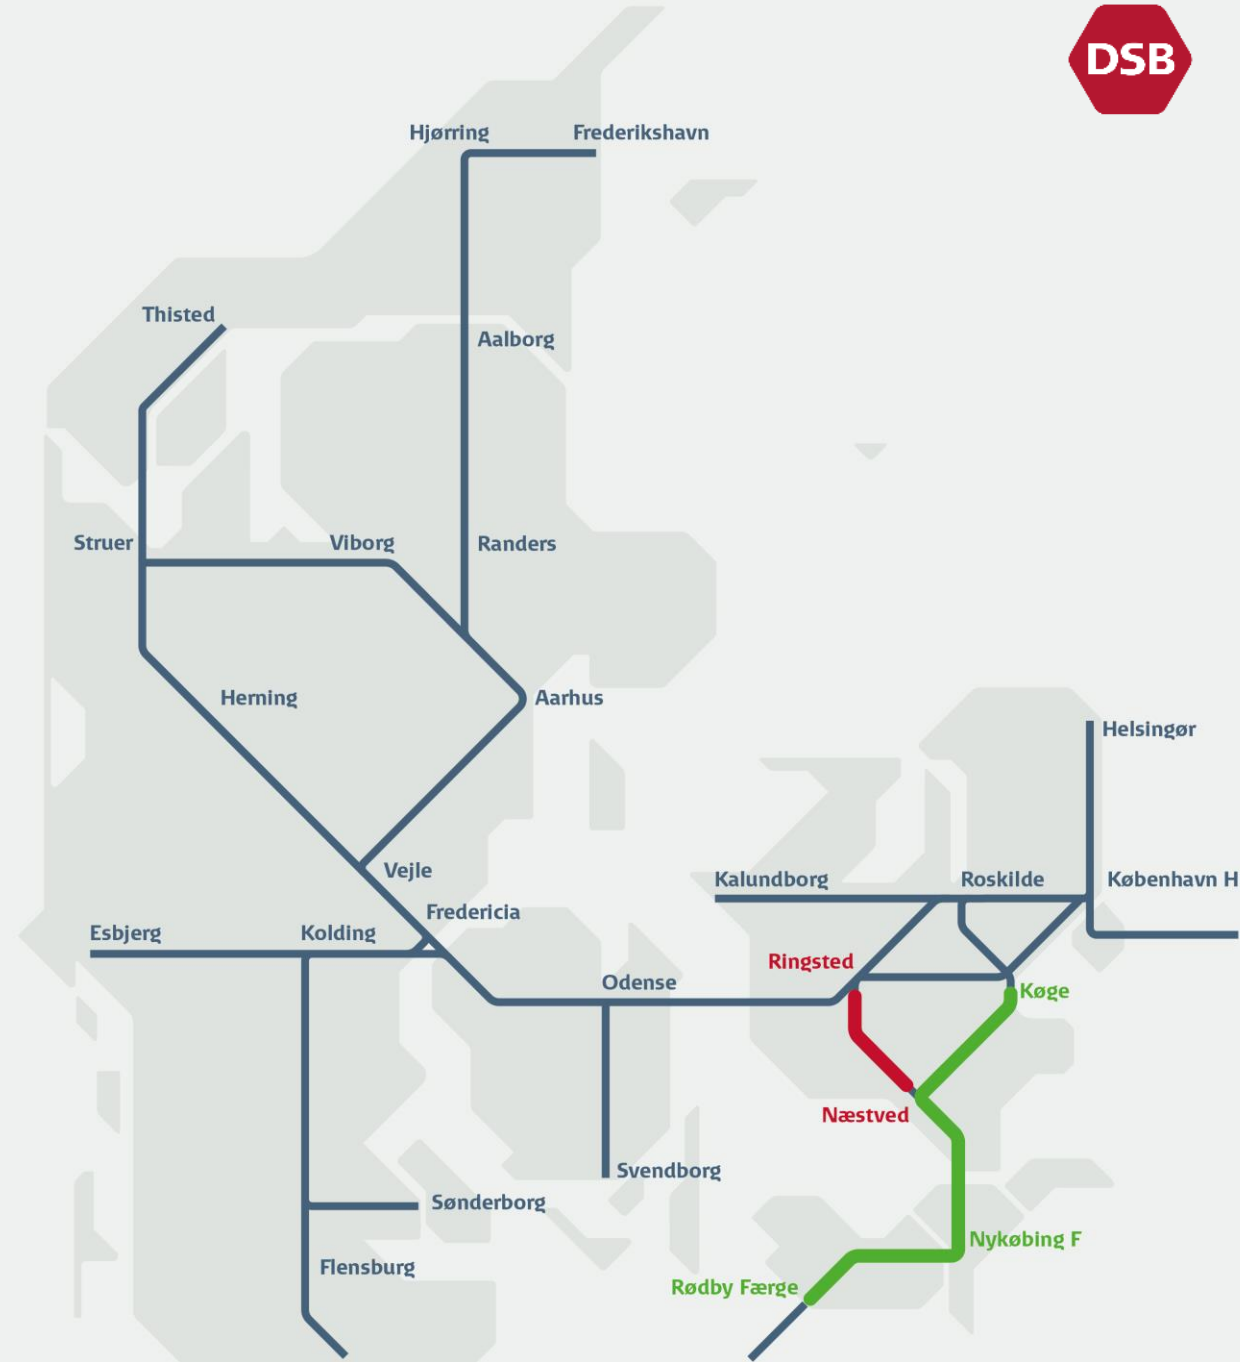 DSB
Hjørring
Frederikshavn
Thisted
Aalborg
Struer
Viborg
Randers
Herning
Aarhus
Helsingør
Vejle
Kalundborg
Roskilde
København H
Fredericia
Esbjerg
Kolding
Ringsted
Odense
Køge
Næstved
Svendborg
Sønderborg
Nykøbing F
Flensburg
Rødby Færge